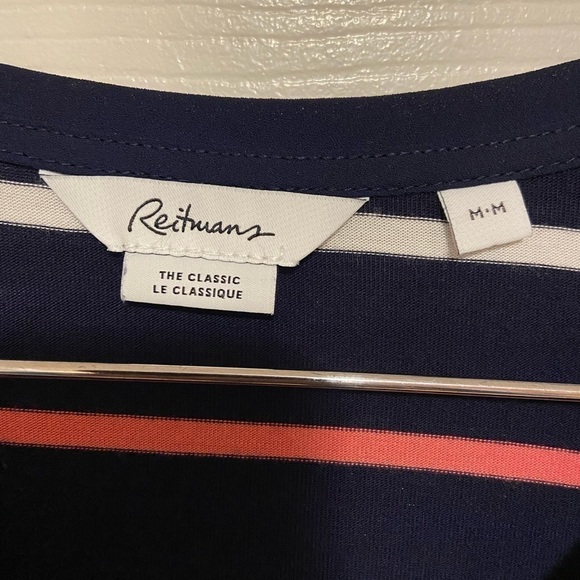 Reitmans
THE CLASSIC
LE CLASSIQUE
M·M